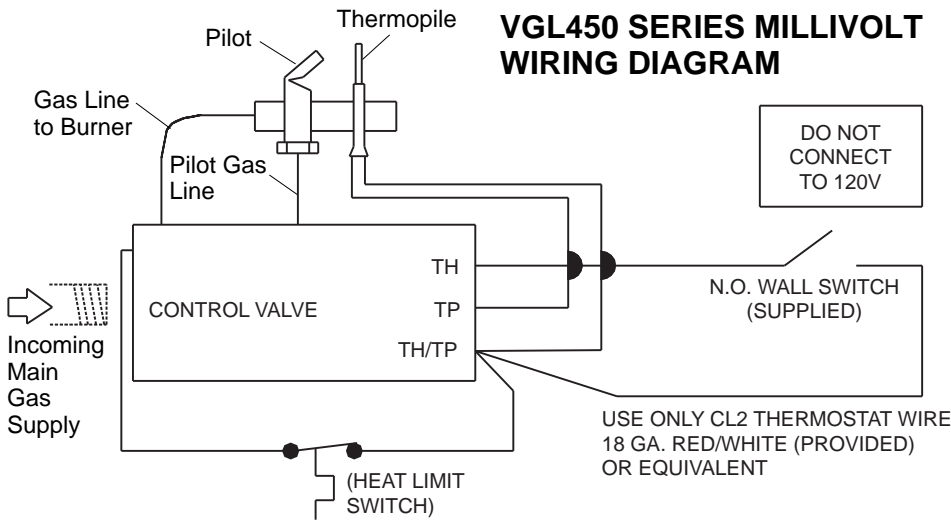 VGL450 SERIES MILLIVOLT
WIRING DIAGRAM
Thermopile
Pilot
Gas Line
to Burner
Pilot Gas
Line
DO NOT
CONNECT
TO 120V
TH
TP
TH/TP
CONTROL VALVE
N.O. WALL SWITCH
(SUPPLIED)
Incoming
Main
Gas
Supply
USE ONLY CL2 THERMOSTAT WIRE
18 GA. RED/WHITE (PROVIDED)
OR EQUIVALENT
(HEAT LIMIT
SWITCH)